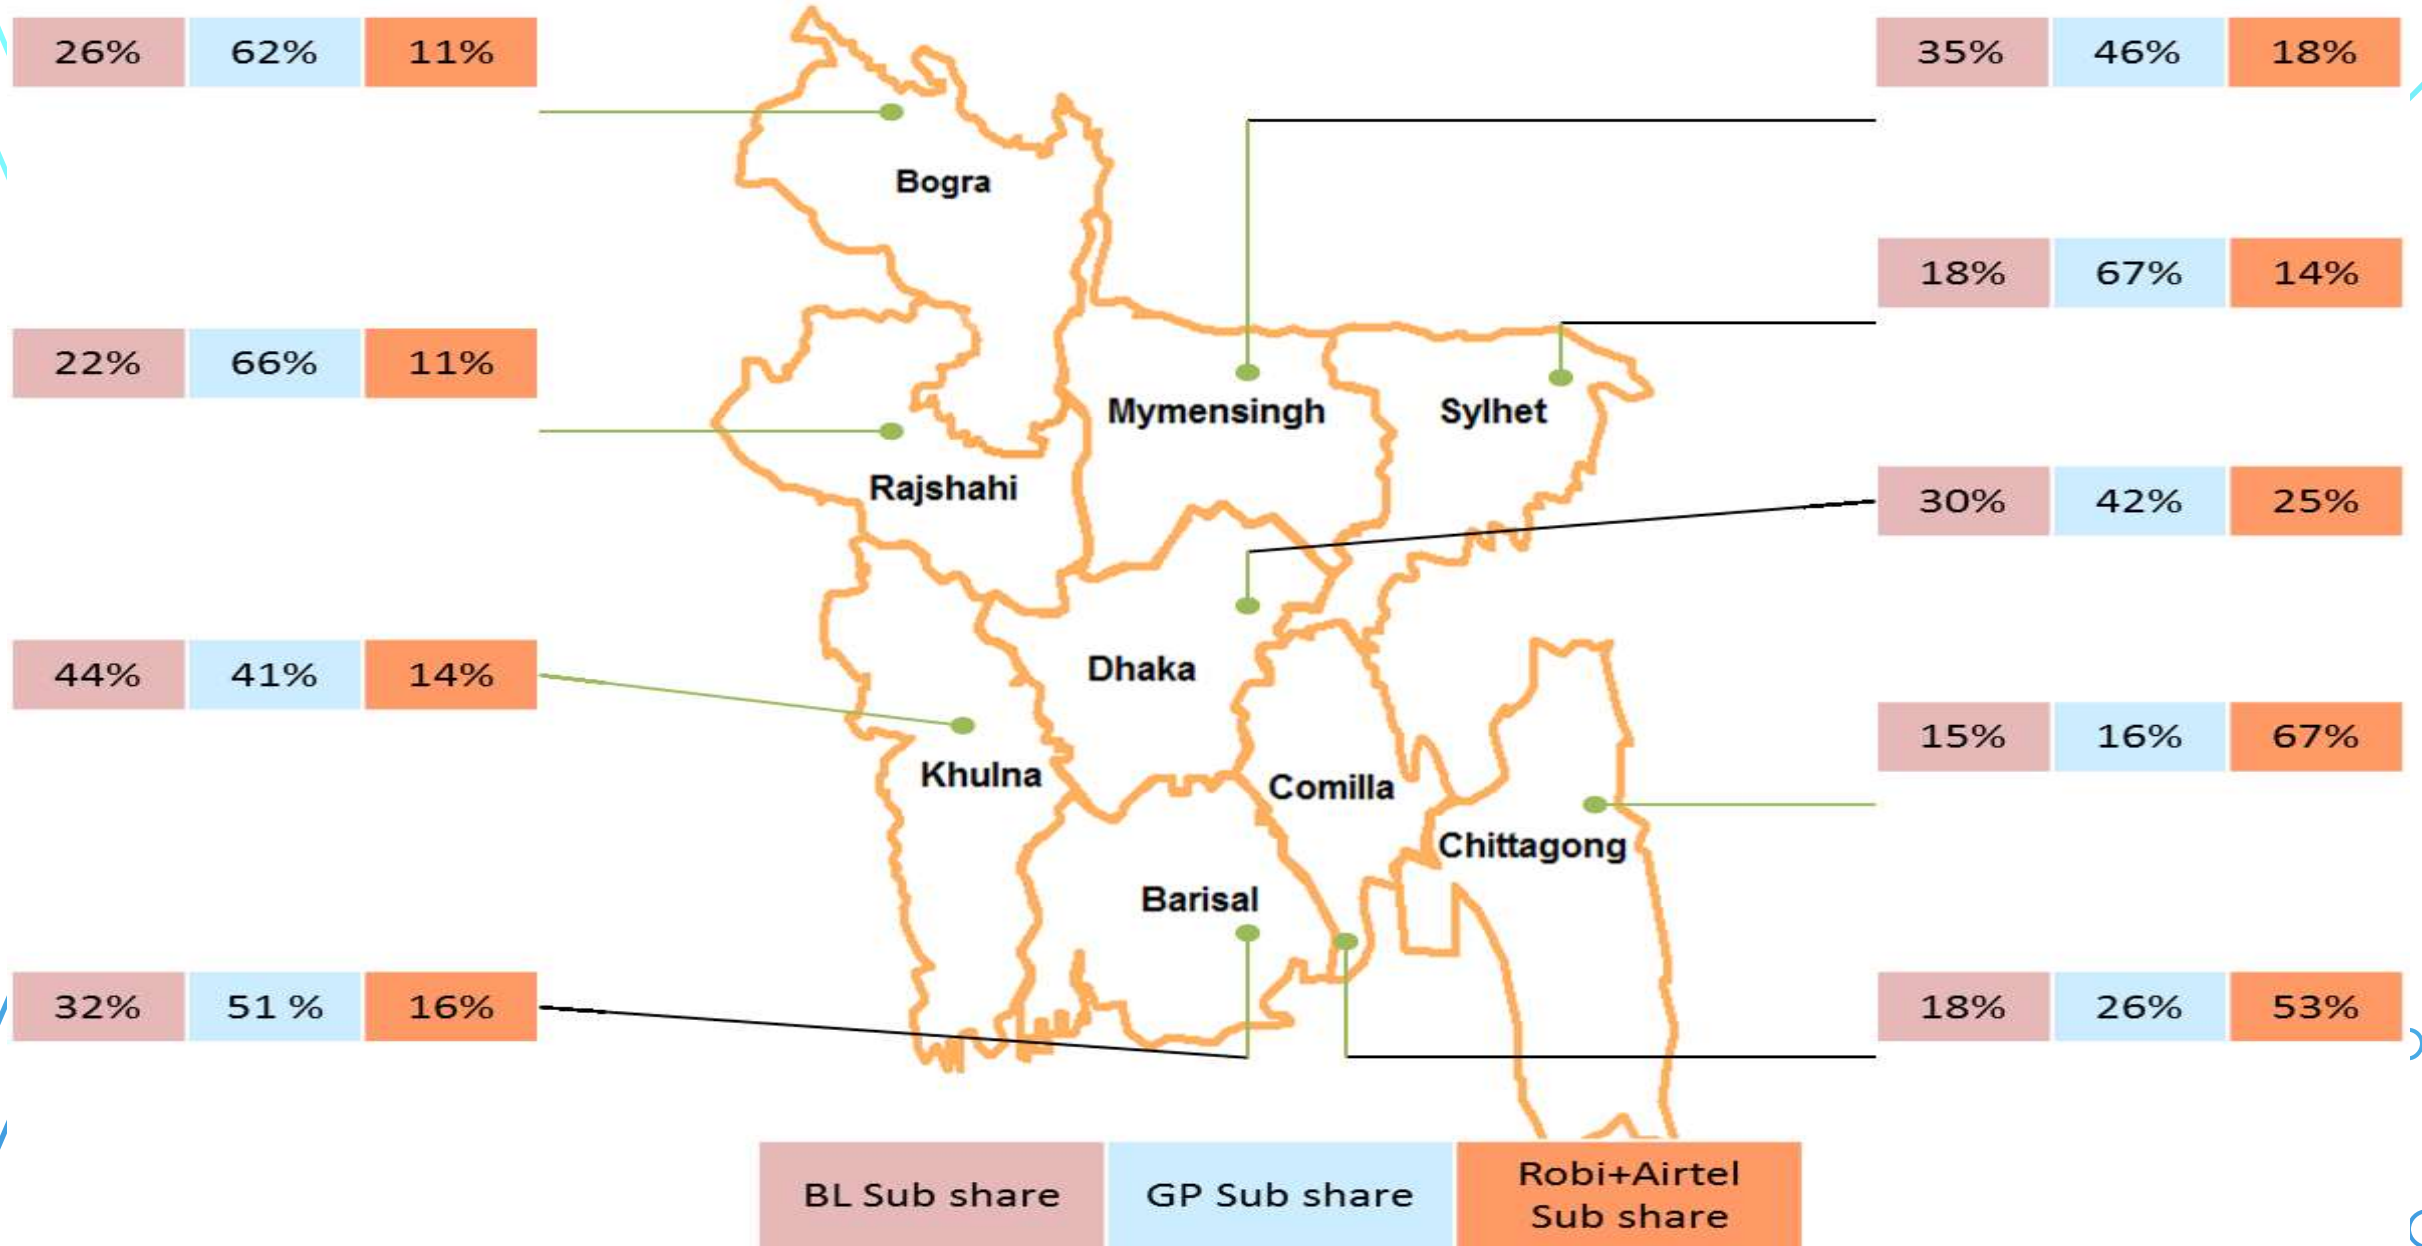 26% 62% 11%
35% 46% 18%
Bogra
18% 67% 14%
22% 66% 11%
Mymensingh Sylhet
Rajshahi
30% 42% 25%
44% 41% 14%
Dhaka
15% 16% 67%
Khulna
Comilla
Chittagong
Barisal
32% 51 % 16%
18% 26% 53%
BL Sub share
GP Sub share
Robi+Airtel
Sub share